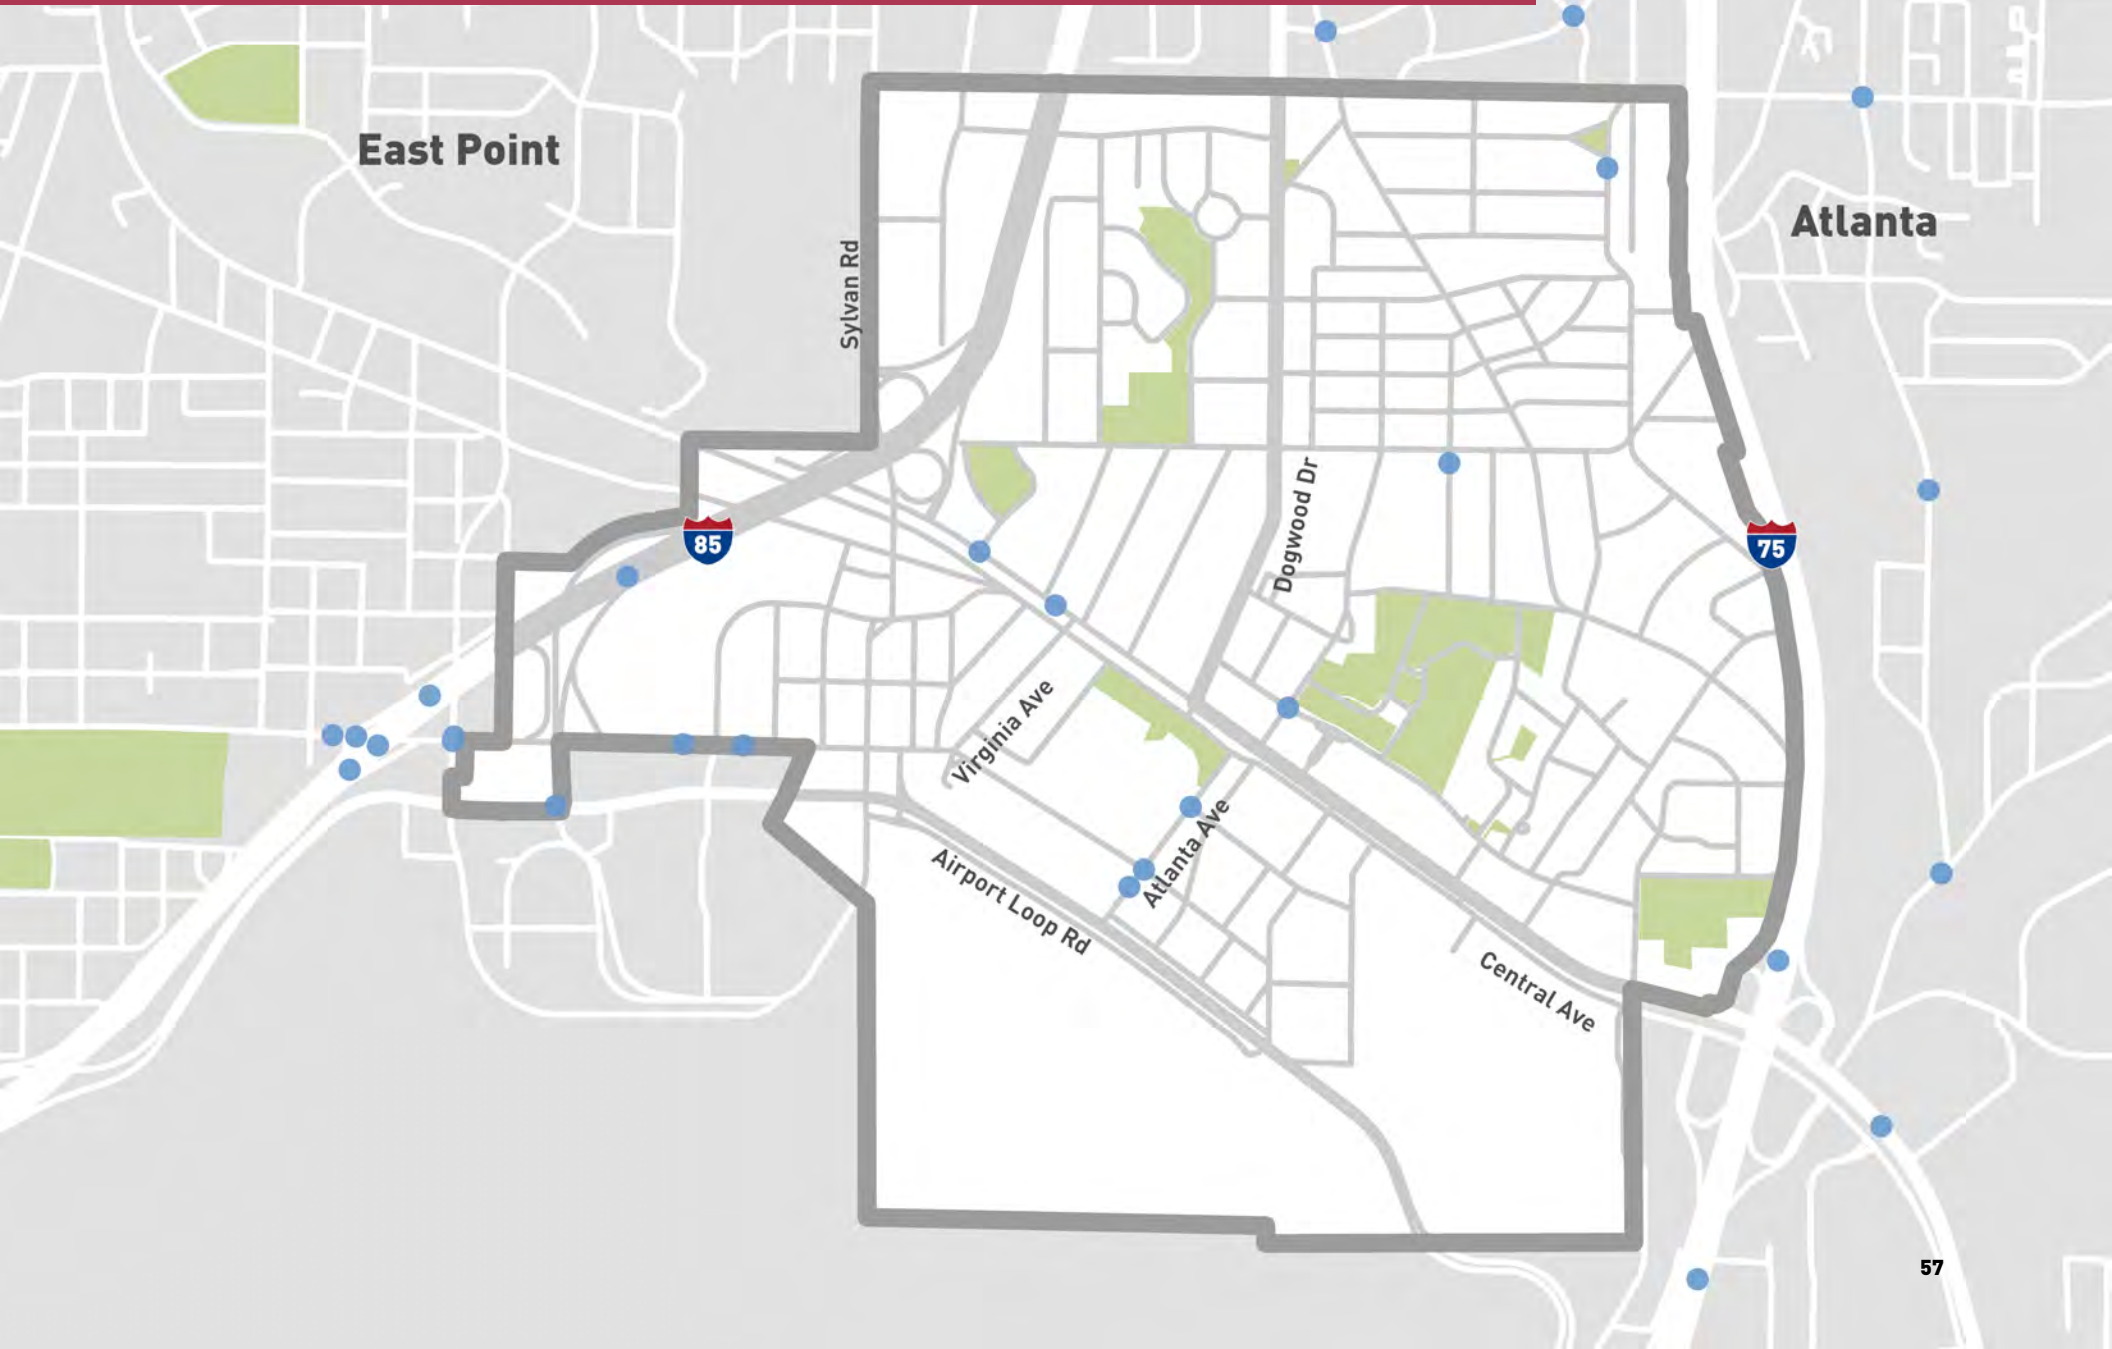 East Point
Atlanta
Sylvan Rd
Dogwood Dr
85
75
Virginia Ave
Atlanta Ave
Airport Loop Rd
Central Ave
57